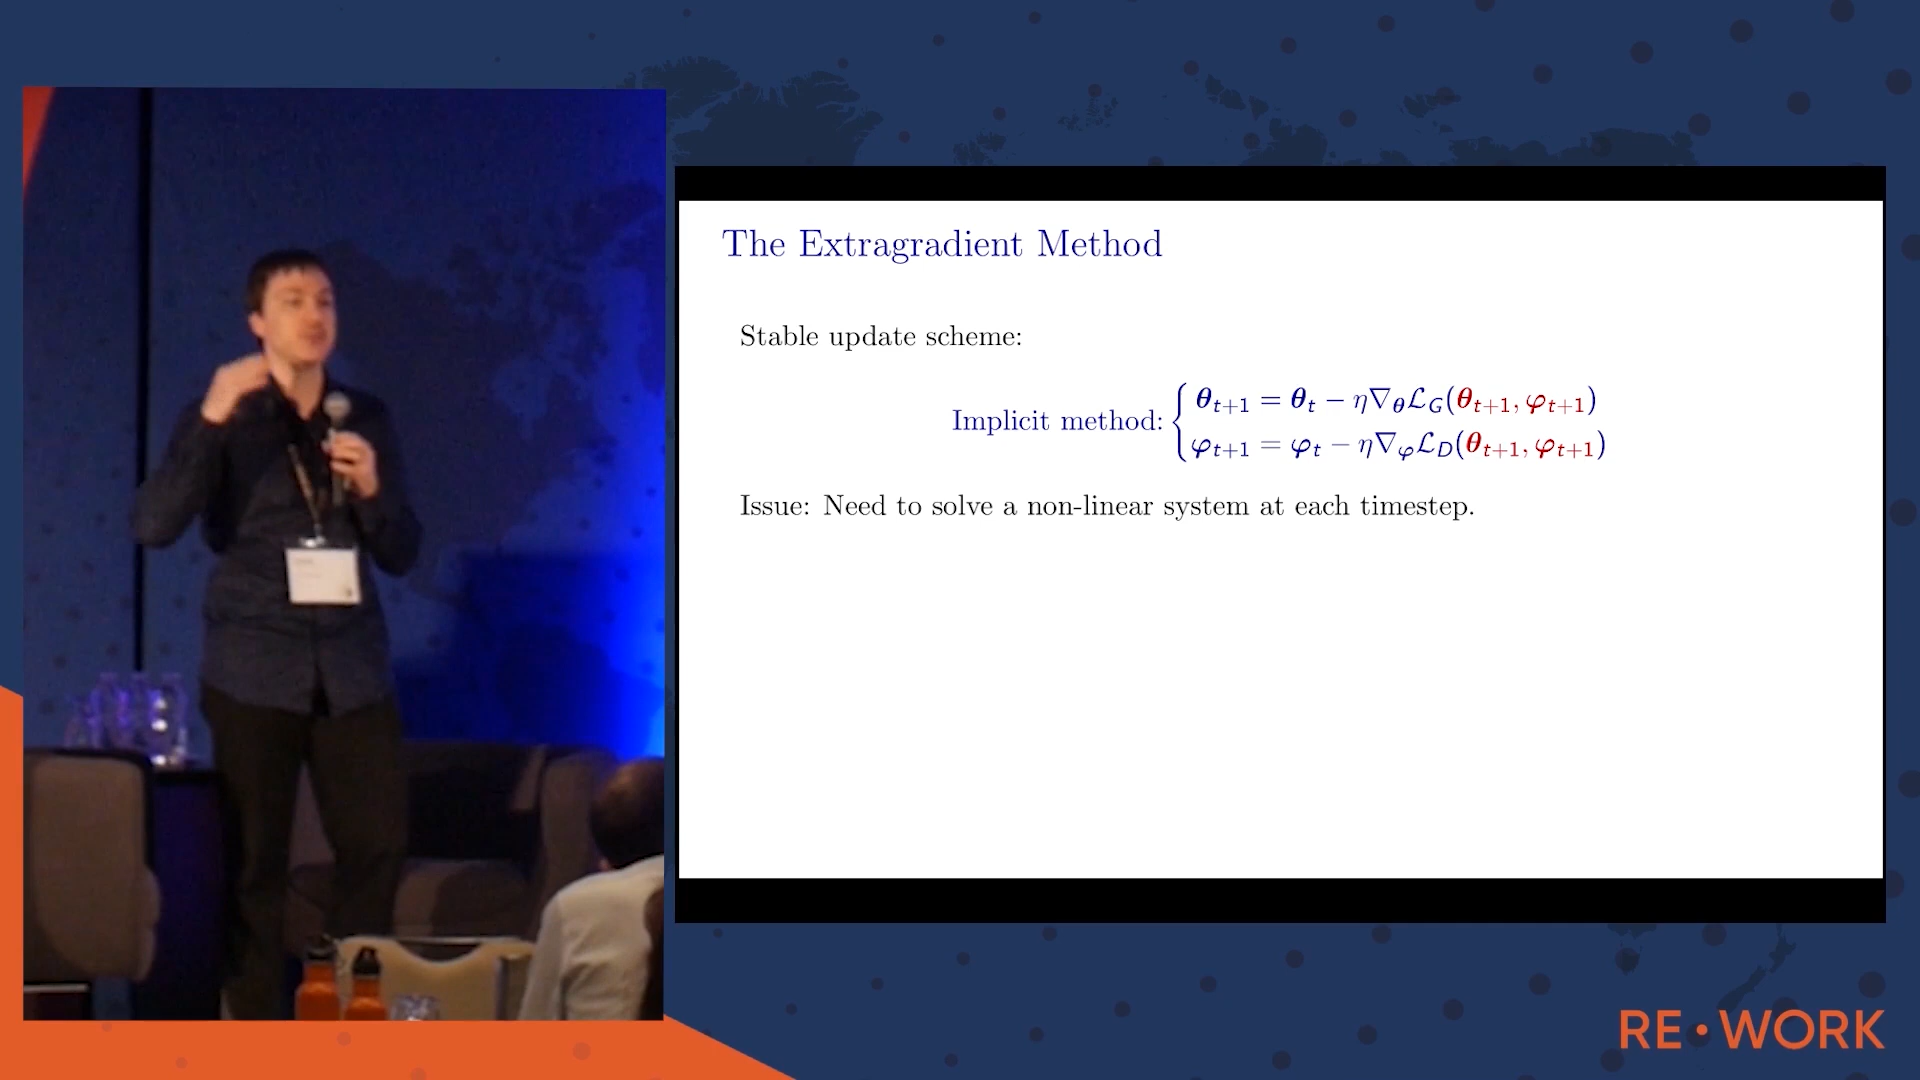 The Extragradient Method
Stable update scheme:
Implicit method: { θ_{t+1} = θ_t − η∇_θ ℒ_G(θ_{t+1}, φ_{t+1})
φ_{t+1} = φ_t − η∇_φ ℒ_D(θ_{t+1}, φ_{t+1})
Issue: Need to solve a non-linear system at each timestep.
RE•WORK